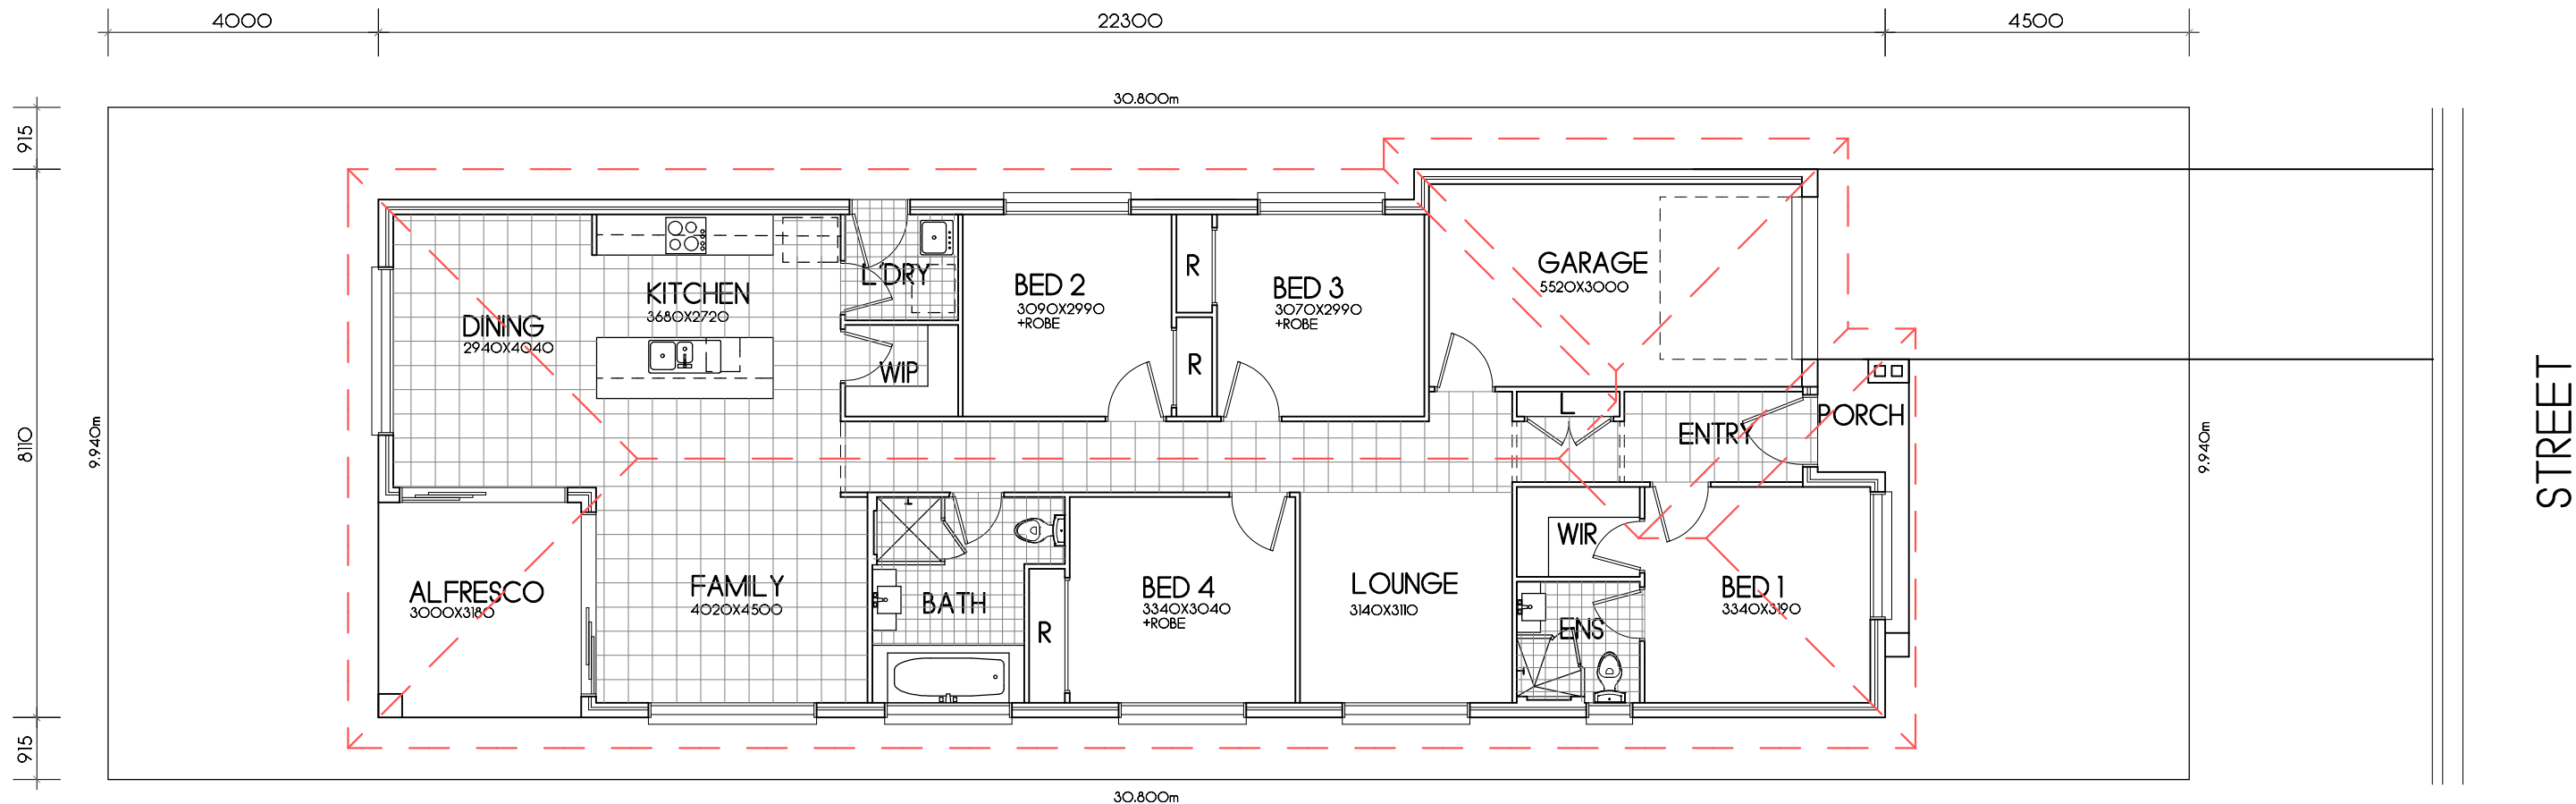 4000
22300
4500
30.800m
915
8110
915
9.940m
L'DRY
BED 2
3090X2990
+ROBE
R
R
BED 3
3070X2990
+ROBE
GARAGE
5520X3000
KITCHEN
3680X2720
DINING
2940X4040
WIP
L
ENTRY
PORCH
9.940m
STREET
ALFRESCO
3000X3180
FAMILY
4020X4500
BATH
R
BED 4
3340X3040
+ROBE
LOUNGE
3140X3110
WIR
ENS
BED 1
3340X3190
30.800m